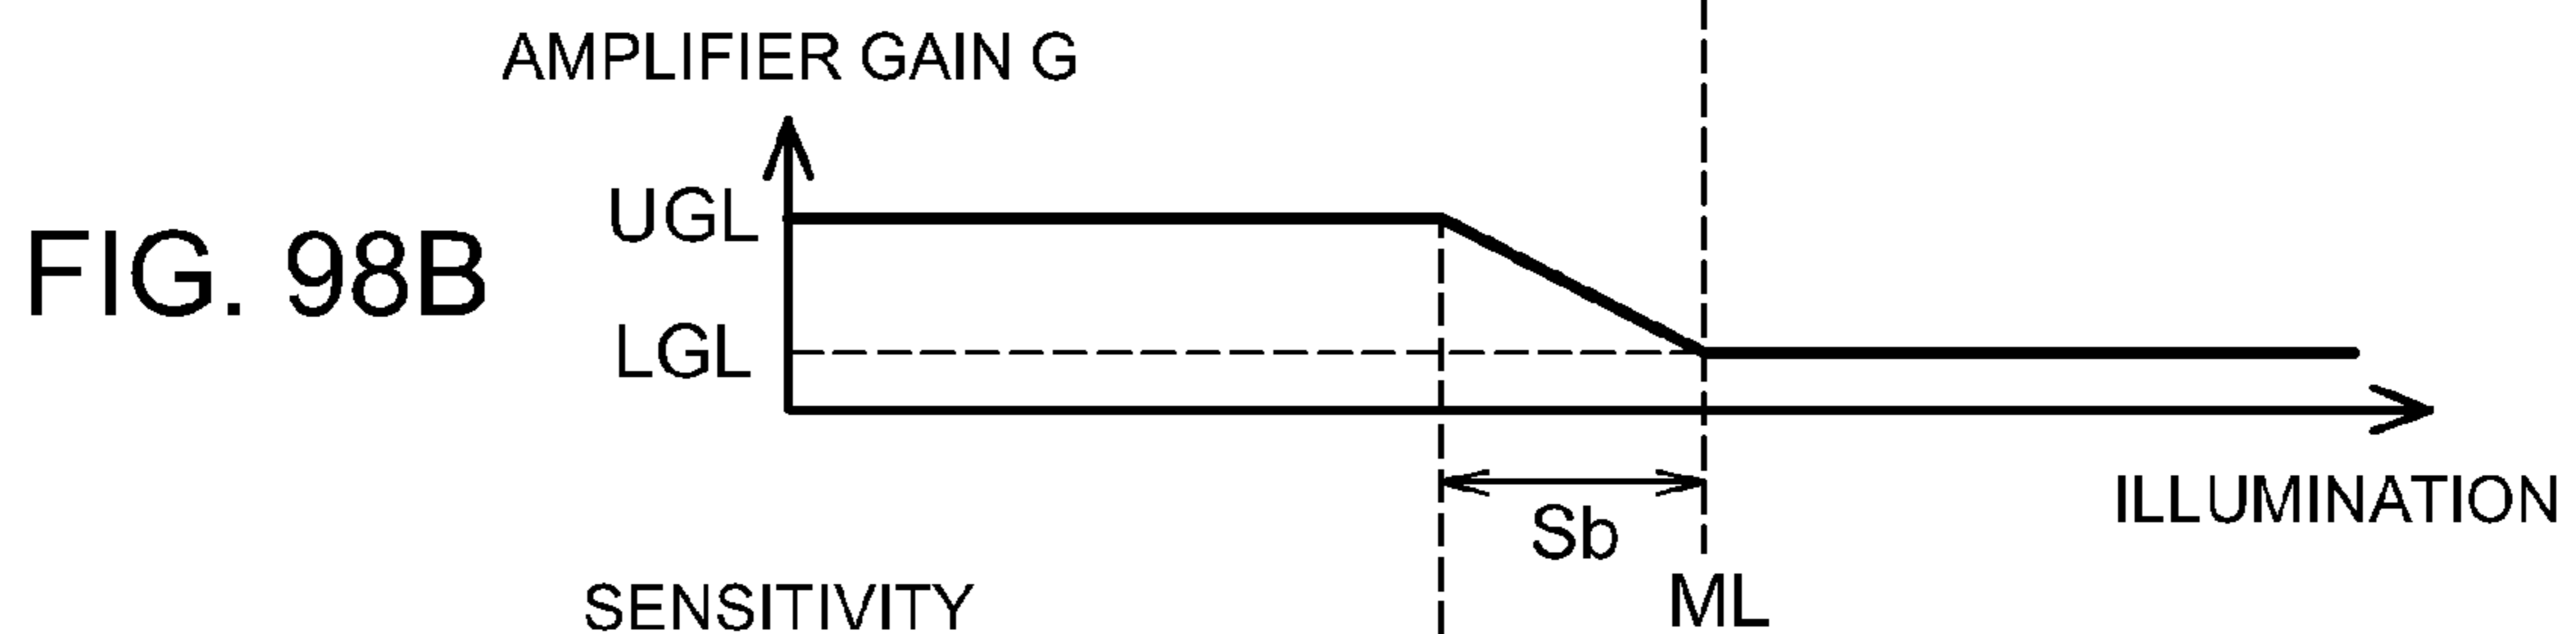 AMPLIFIER GAIN G
UGL
FIG. 98B
LGL
ILLUMINATION
Sb
ML
SENSITIVITY